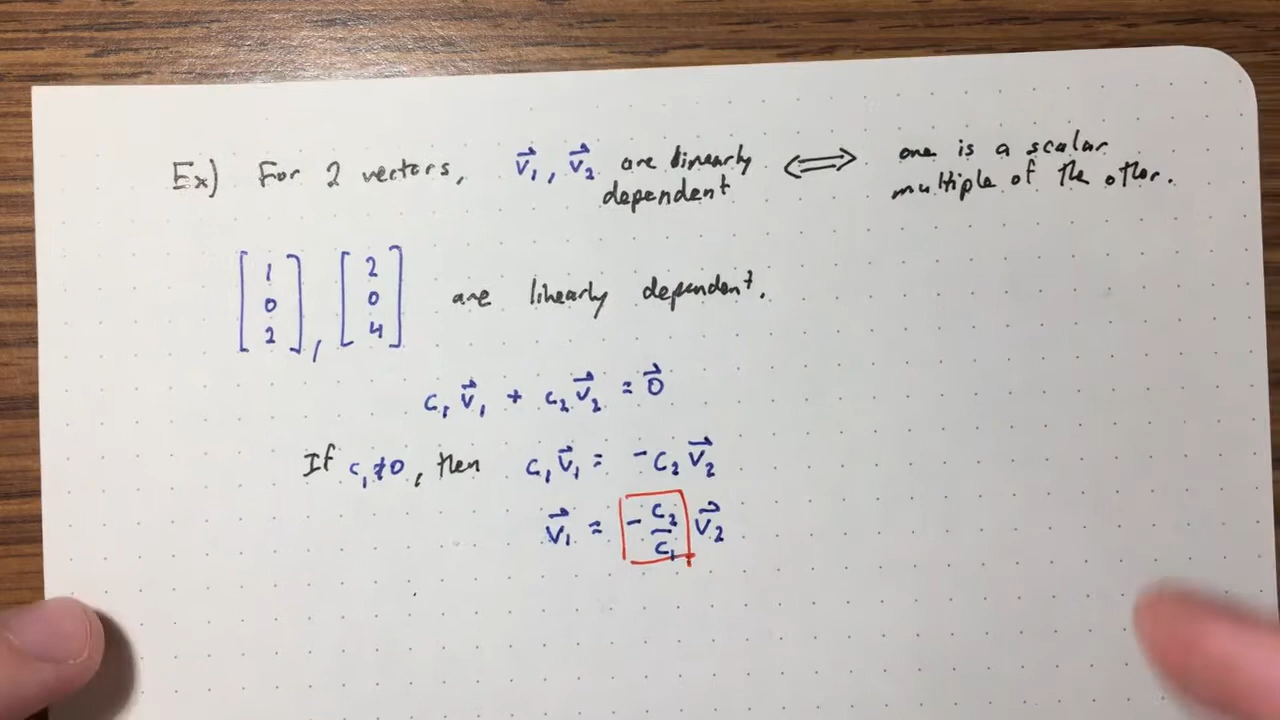 Ex) For 2 vectors, v⃗₁, v⃗₂ are linearly dependent ⟺ one is a scalar multiple of the other.
[1 0 2], [2 0 4] are linearly dependent.
c₁v⃗₁ + c₂v⃗₂ = 0⃗
If c₁≠0, then c₁v⃗₁ = -c₂v⃗₂
v⃗₁ = -c₂/c₁ v⃗₂